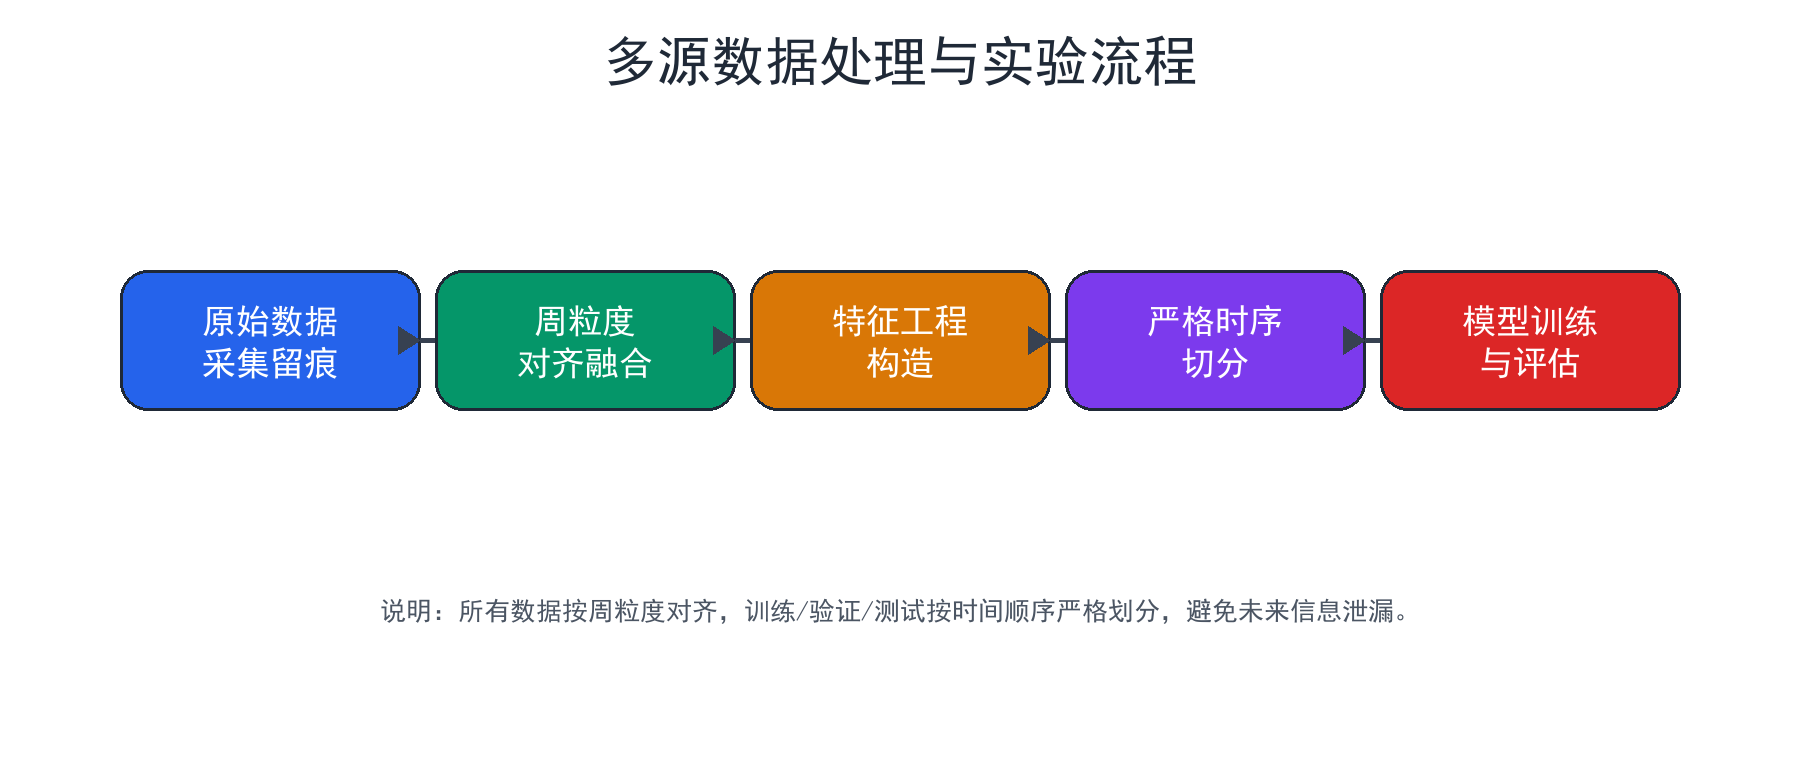 多源数据处理与实验流程
原始数据
采集留痕
周粒度
对齐融合
特征工程
构造
严格时序
切分
模型训练
与评估
说明：所有数据按周粒度对齐，训练/验证/测试按时间顺序严格划分，避免未来信息泄漏。